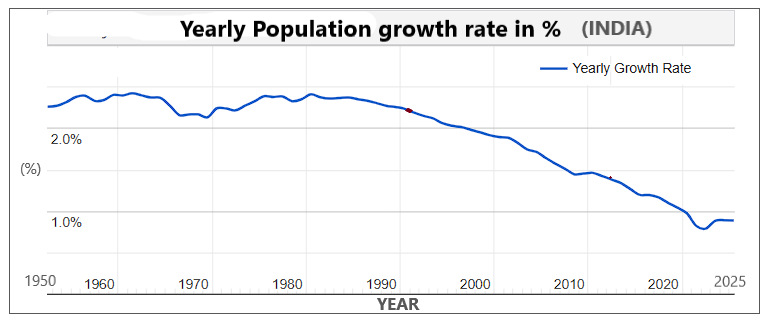 Yearly Population growth rate in % (INDIA)
Yearly Growth Rate
2.0%
(%)
1.0%
1950 1960 1970 1980 1990 2000 2010 2020 2025
YEAR